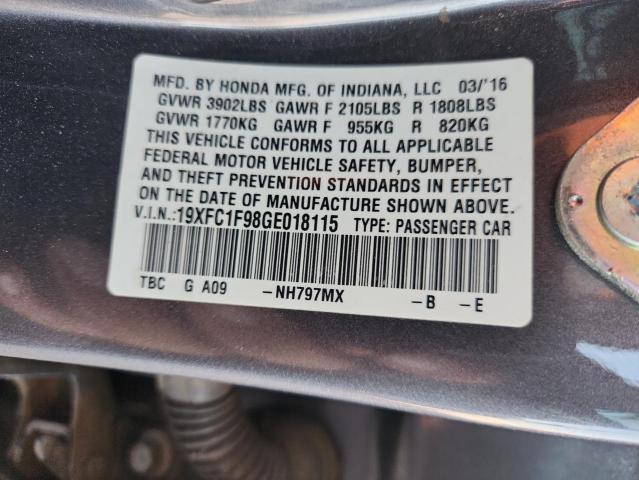 MFD. BY HONDA MFG. OF INDIANA, LLC 03/'16
GVWR 3902LBS GAWR F 2105LBS R 1808LBS
GVWR 1770KG GAWR F 955KG R 820KG
THIS VEHICLE CONFORMS TO ALL APPLICABLE
FEDERAL MOTOR VEHICLE SAFETY, BUMPER,
AND THEFT PREVENTION STANDARDS IN EFFECT
ON THE DATE OF MANUFACTURE SHOWN ABOVE.
V.I.N.:19XFC1F98GE018115 TYPE: PASSENGER CAR
TBC G A09 -NH797MX -B -E